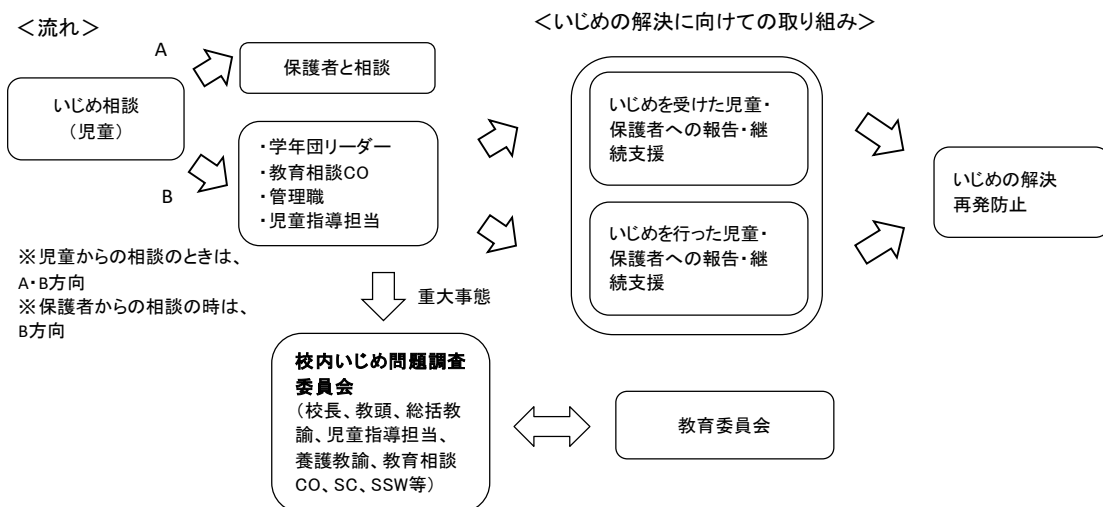 ＜流れ＞
＜いじめの解決に向けての取り組み＞
A
いじめ相談
（児童）
B
保護者と相談
・学年団リーダー
・教育相談CO
・管理職
・児童指導担当
いじめを受けた児童・
保護者への報告・継
続支援
いじめを行った児童・
保護者への報告・継
続支援
いじめの解決
再発防止
※児童からの相談のときは、
A・B方向
※保護者からの相談の時は、
B方向
重大事態
校内いじめ問題調査
委員会
（校長、教頭、総括教
諭、児童指導担当、
養護教諭、教育相談
CO、SC、SSW等）
教育委員会